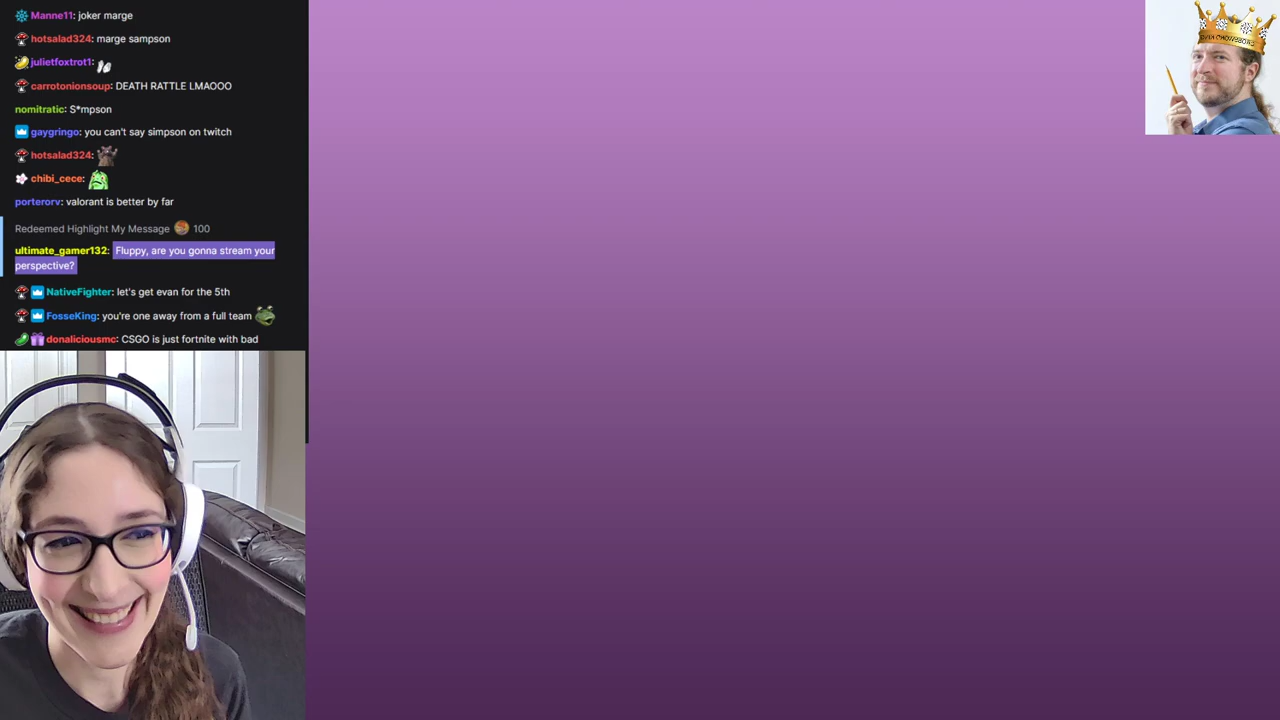 Manne11: joker marge
hotsalad324: marge sampson
julietfoxtrot1:
carrotonionsoup: DEATH RATTLE LMAOOO
nomitratic: S*mpson
gaygringo: you can't say simpson on twitch
hotsalad324:
chibi_cece:
porterorv: valorant is better by far
Redeemed Highlight My Message 100
ultimate_gamer132: Fluppy, are you gonna stream your
perspective?
NativeFighter: let's get evan for the 5th
FosseKing: you're one away from a full team
donaliciousmc: CSGO is just fortnite with bad